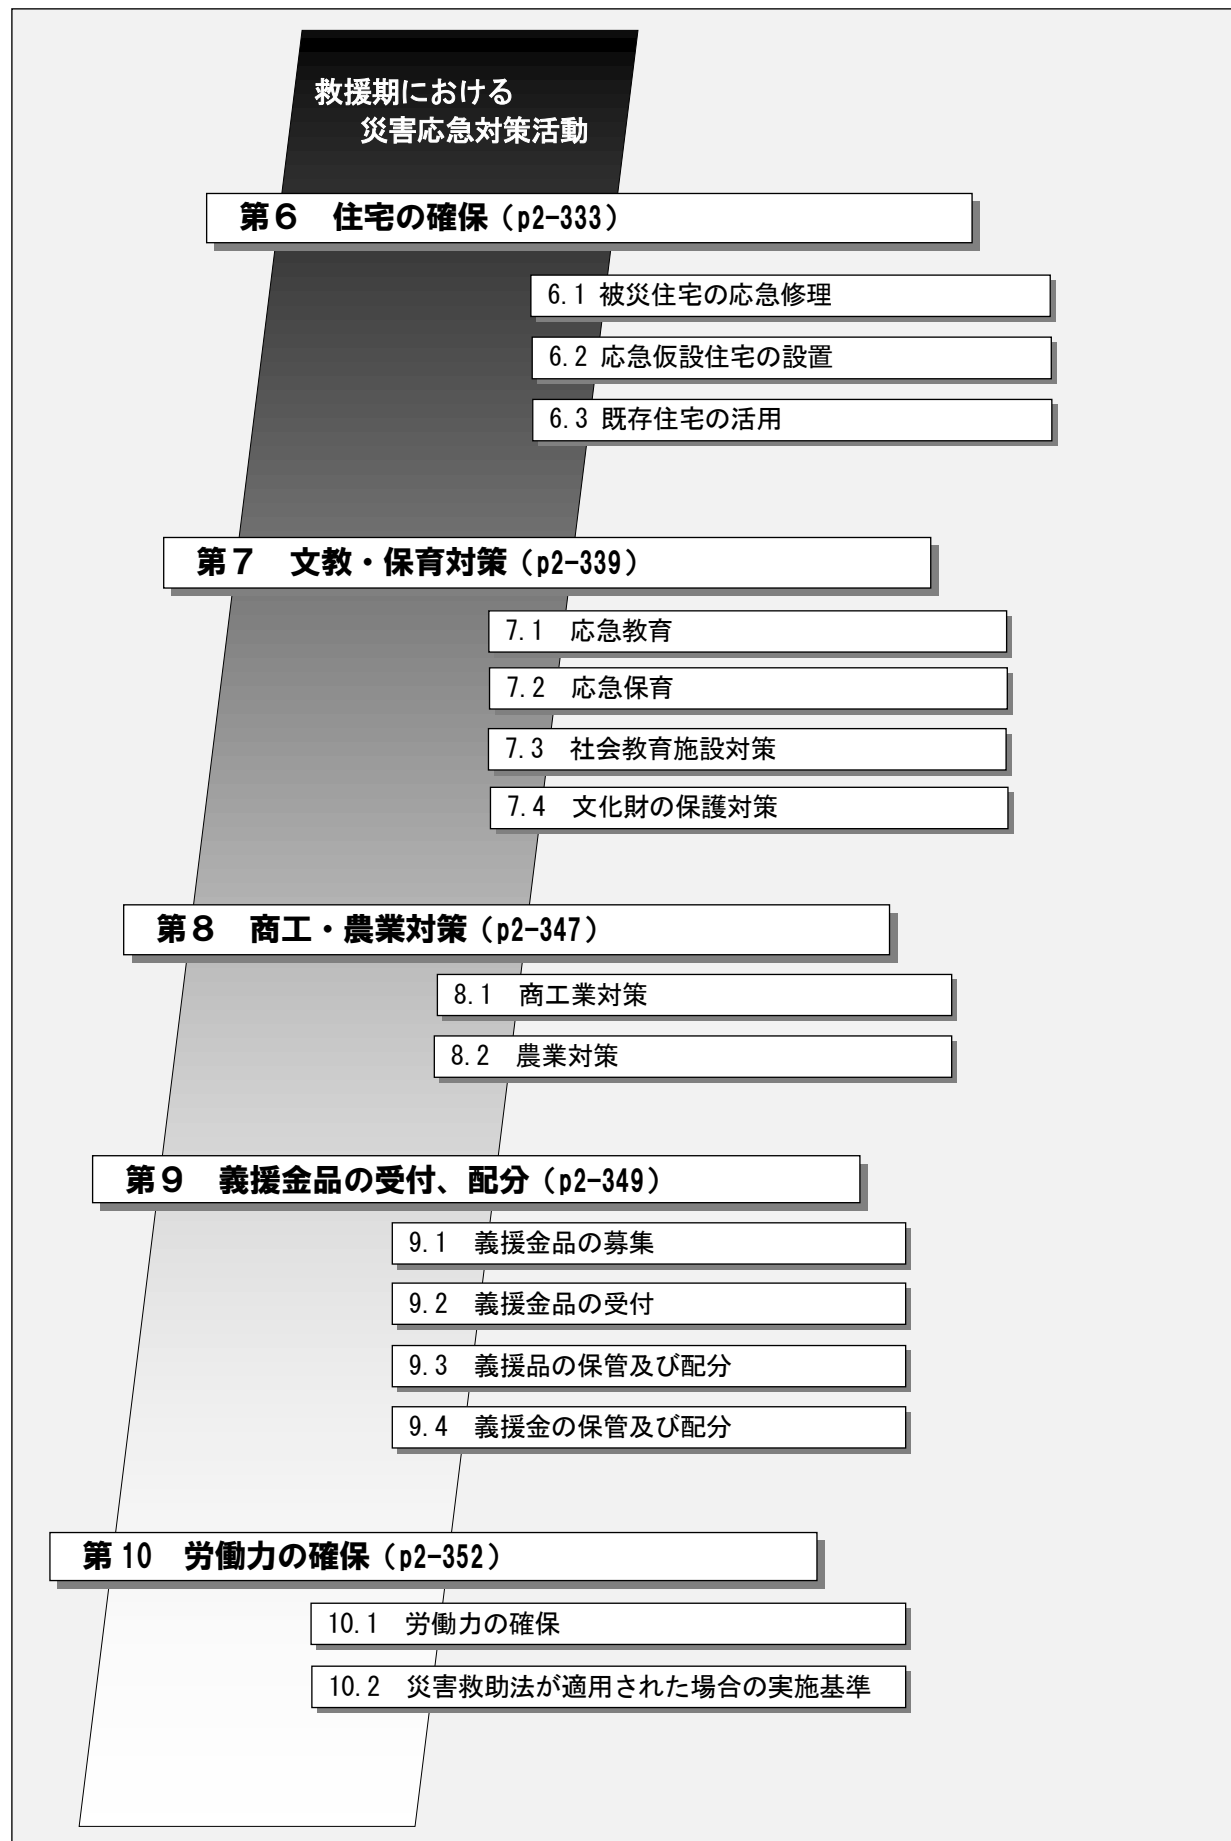 救援期における
災害応急対策活動
第６　住宅の確保（p2-333）
6.1 被災住宅の応急修理
6.2 応急仮設住宅の設置
6.3 既存住宅の活用
第７　文教・保育対策（p2-339）
7.1　応急教育
7.2　応急保育
7.3　社会教育施設対策
7.4　文化財の保護対策
第８　商工・農業対策（p2-347）
8.1　商工業対策
8.2　農業対策
第９　義援金品の受付、配分（p2-349）
9.1　義援金品の募集
9.2　義援金品の受付
9.3　義援品の保管及び配分
9.4　義援金の保管及び配分
第 10　労働力の確保（p2-352）
10.1　労働力の確保
10.2　災害救助法が適用された場合の実施基準